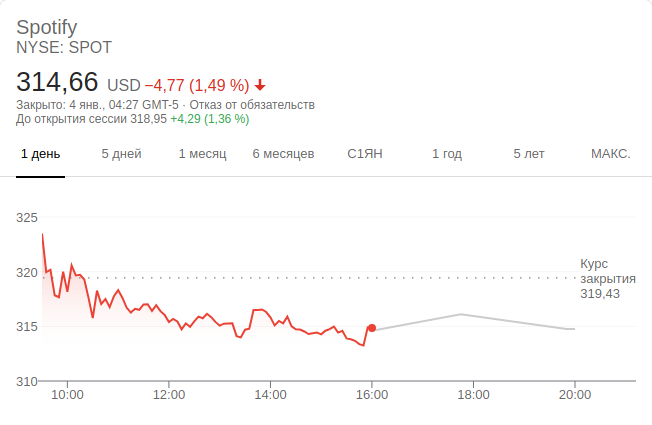 Spotify
NYSE: SPOT
314,66 USD −4,77 (1,49 %)
Закрыто: 4 янв., 04:27 GMT-5 · Отказ от обязательств
До открытия сессии 318,95 +4,29 (1,36 %)
1 день 5 дней 1 месяц 6 месяцев С1ЯН 1 год 5 лет МАКС.
325
320
315
310
Курс
закрытия
319,43
10:00 12:00 14:00 16:00 18:00 20:00